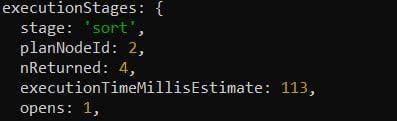 executionStages: {
stage: 'sort',
planNodeId: 2,
nReturned: 4,
executionTimeMillisEstimate: 113,
opens: 1,